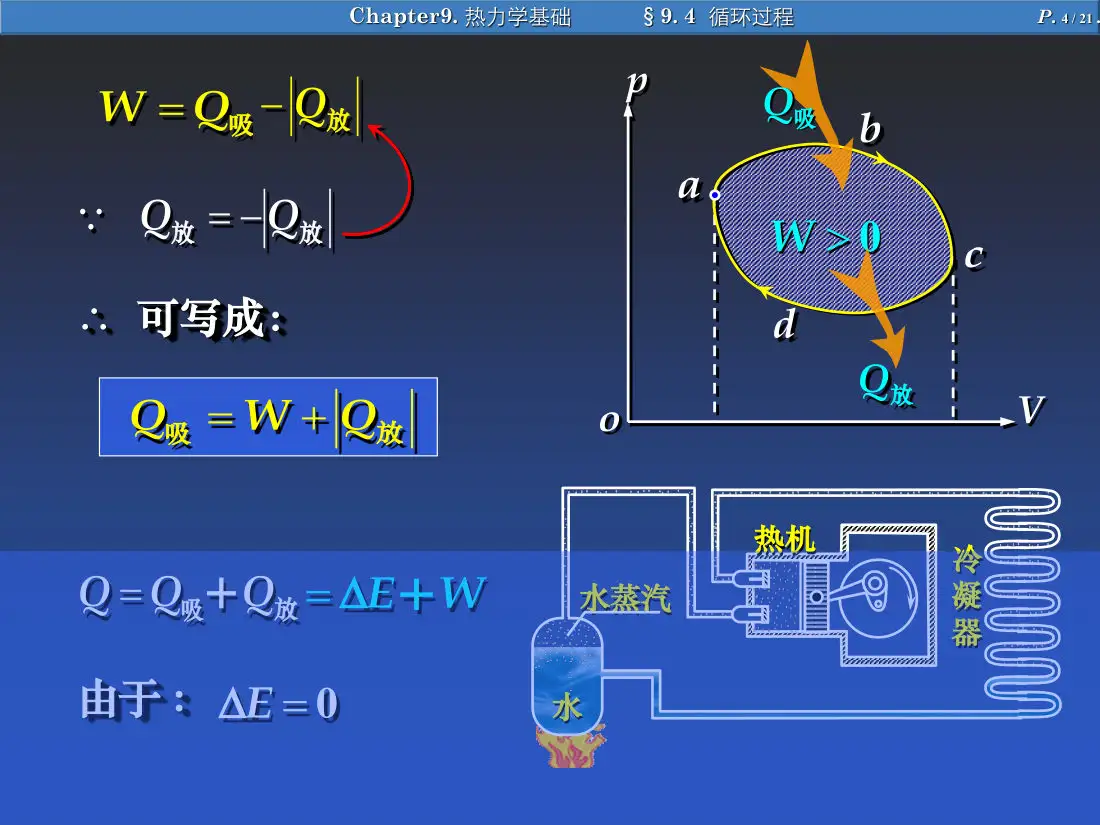 Chapter9. 热力学基础 §9.4 循环过程 P. 4 / 21 .
W = Q吸 − |Q放|
∵ Q放 = −|Q放|
∴ 可写成：
Q吸 = W + |Q放|
Q = Q吸 + Q放 = ΔE + W
由于： ΔE = 0
p
Q吸
b
a
W > 0
c
d
Q放
o
V
热机
冷凝器
水蒸汽
水